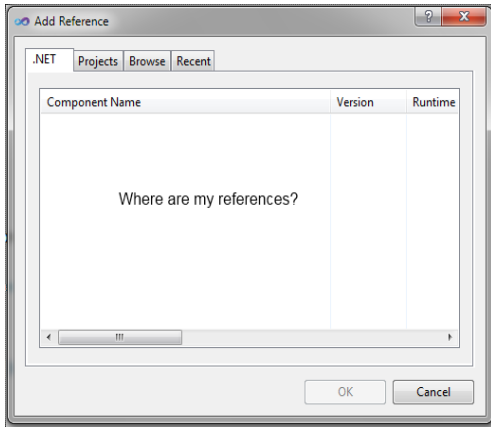 Add Reference
?
X
.NET Projects Browse Recent
Component Name Version Runtime
Where are my references?
OK Cancel